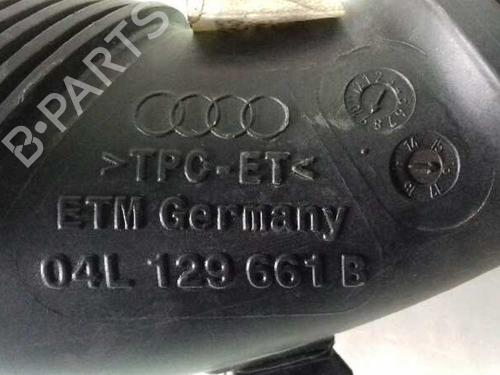 B·PARTS
>TPC-ET<
ETM Germany
04L 129 661 B